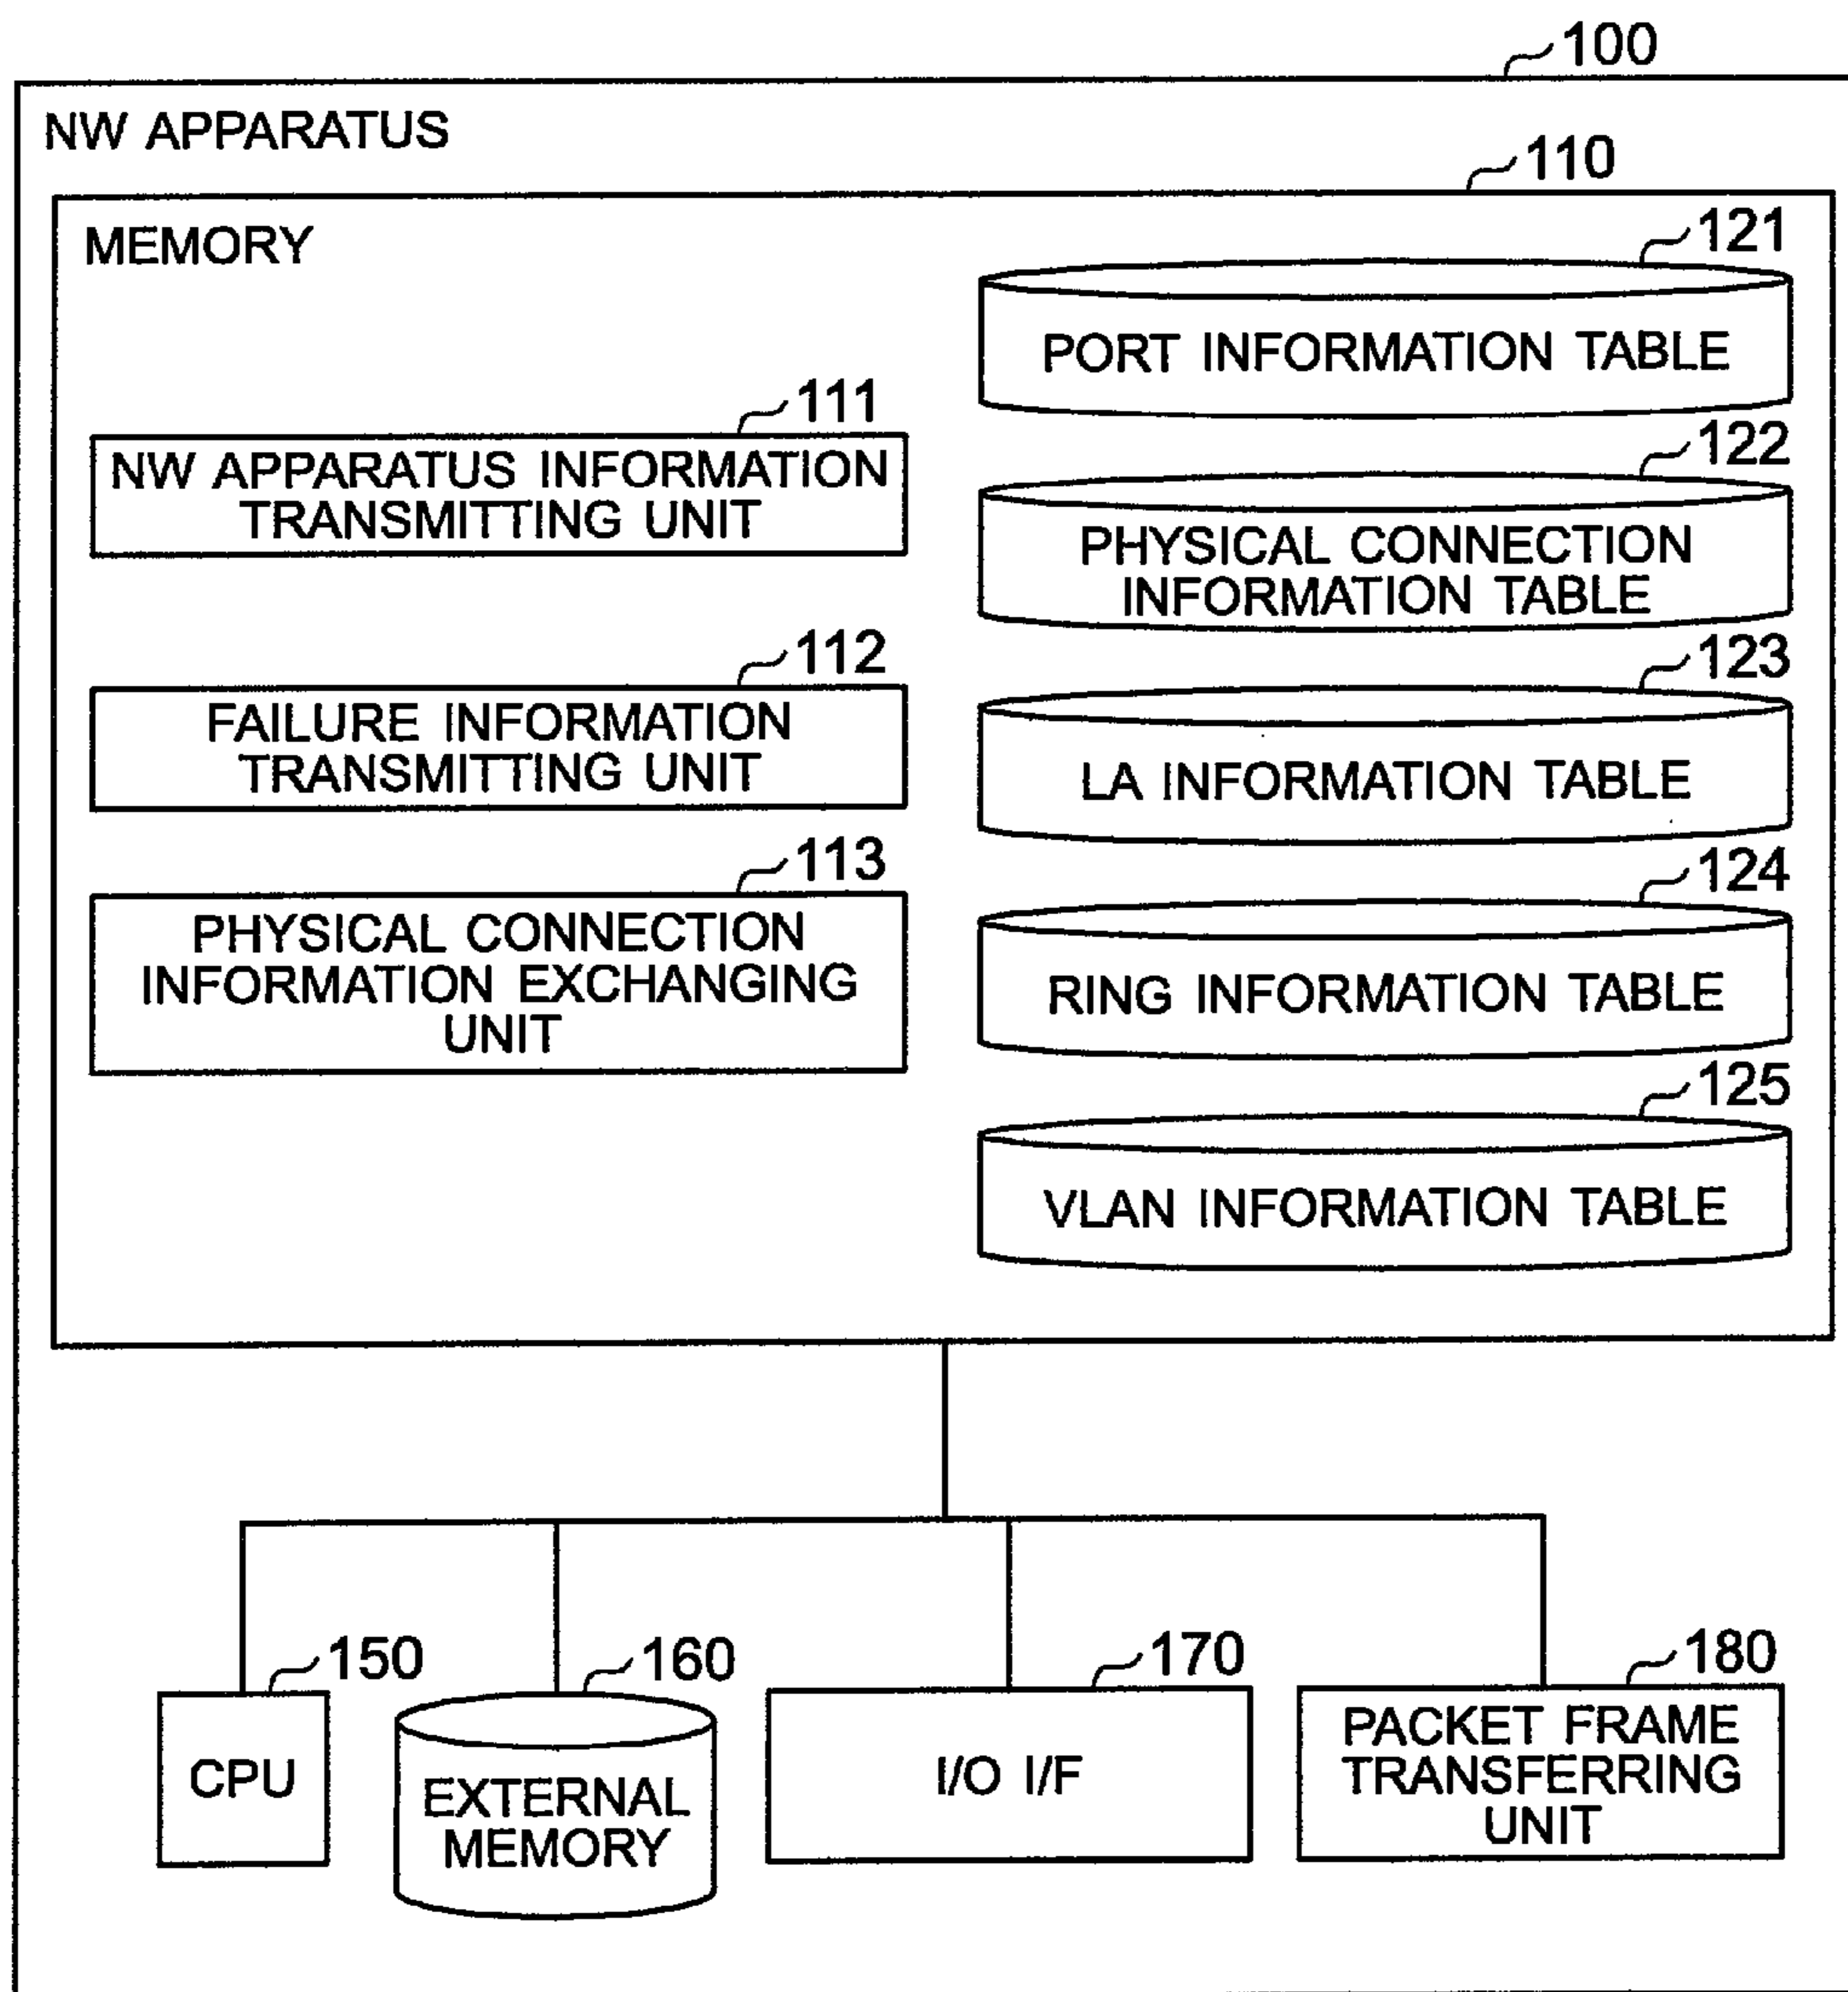 100
NW APPARATUS
110
MEMORY
121
PORT INFORMATION TABLE
111
NW APPARATUS INFORMATION
TRANSMITTING UNIT
122
PHYSICAL CONNECTION
INFORMATION TABLE
112
FAILURE INFORMATION
TRANSMITTING UNIT
123
LA INFORMATION TABLE
113
PHYSICAL CONNECTION
INFORMATION EXCHANGING
UNIT
124
RING INFORMATION TABLE
125
VLAN INFORMATION TABLE
150
CPU
160
EXTERNAL
MEMORY
170
I/O I/F
180
PACKET FRAME
TRANSFERRING
UNIT